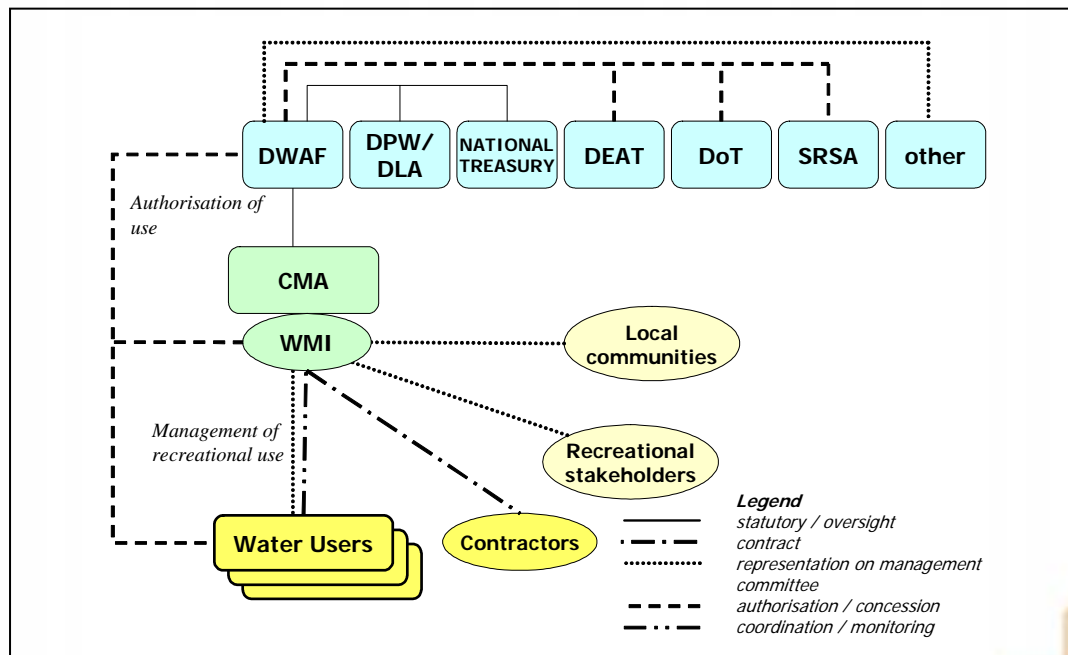 DWAF
DPW/
DLA
NATIONAL
TREASURY
DEAT
DoT
SRSA
other
Authorisation of
use
CMA
WMI
Local
communities
Management of
recreational use
Recreational
stakeholders
Water Users
Contractors
Legend
statutory / oversight
contract
representation on management
committee
authorisation / concession
coordination / monitoring